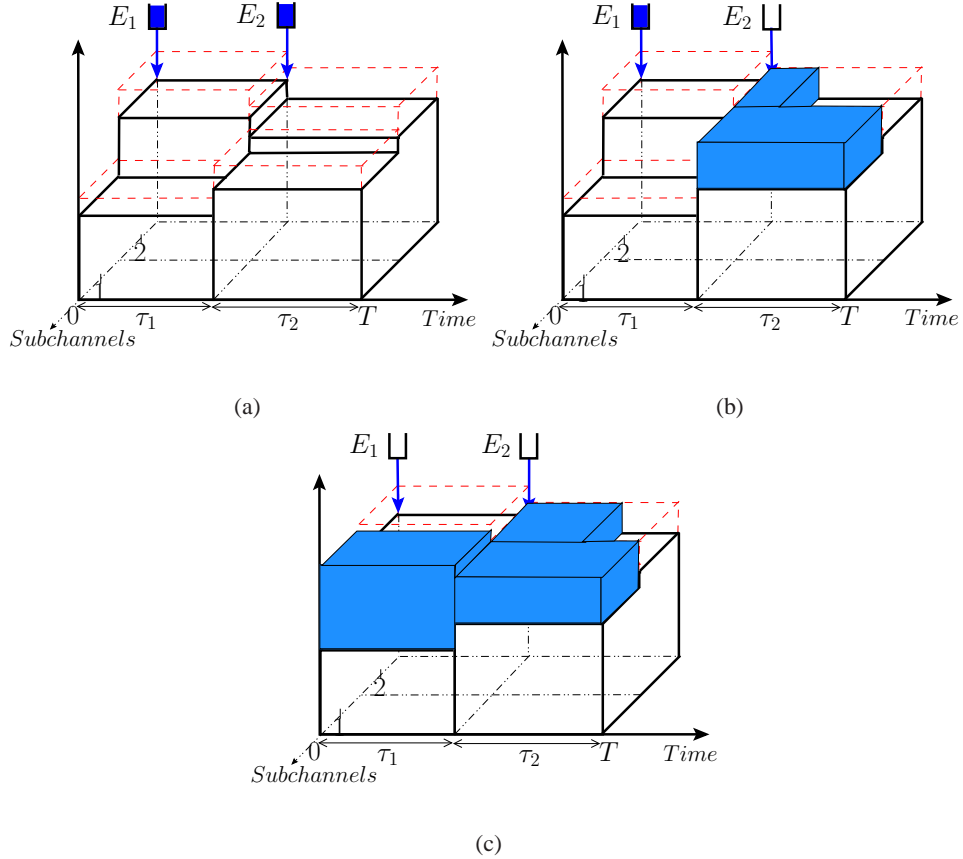 E₁ E₂
2
1
0 τ₁ τ₂ T Time
Subchannels
(a)
E₁ E₂
2
1
0 τ₁ τ₂ T Time
Subchannels
(b)
E₁ E₂
2
1
0 τ₁ τ₂ T Time
Subchannels
(c)